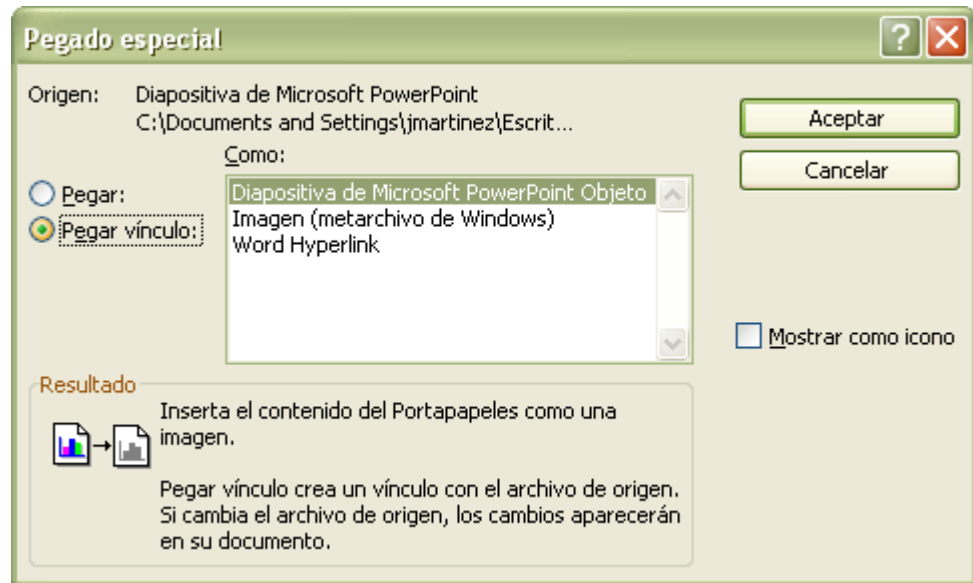 Pegado especial
Origen: Diapositiva de Microsoft PowerPoint
C:\Documents and Settings\jmartinez\Escrit...
Aceptar
Cancelar
Como:
Pegar:
Pegar vínculo:
Diapositiva de Microsoft PowerPoint Objeto
Imagen (metarchivo de Windows)
Word Hyperlink
Mostrar como icono
Resultado
Inserta el contenido del Portapapeles como una
imagen.
Pegar vínculo crea un vínculo con el archivo de origen.
Si cambia el archivo de origen, los cambios aparecerán
en su documento.